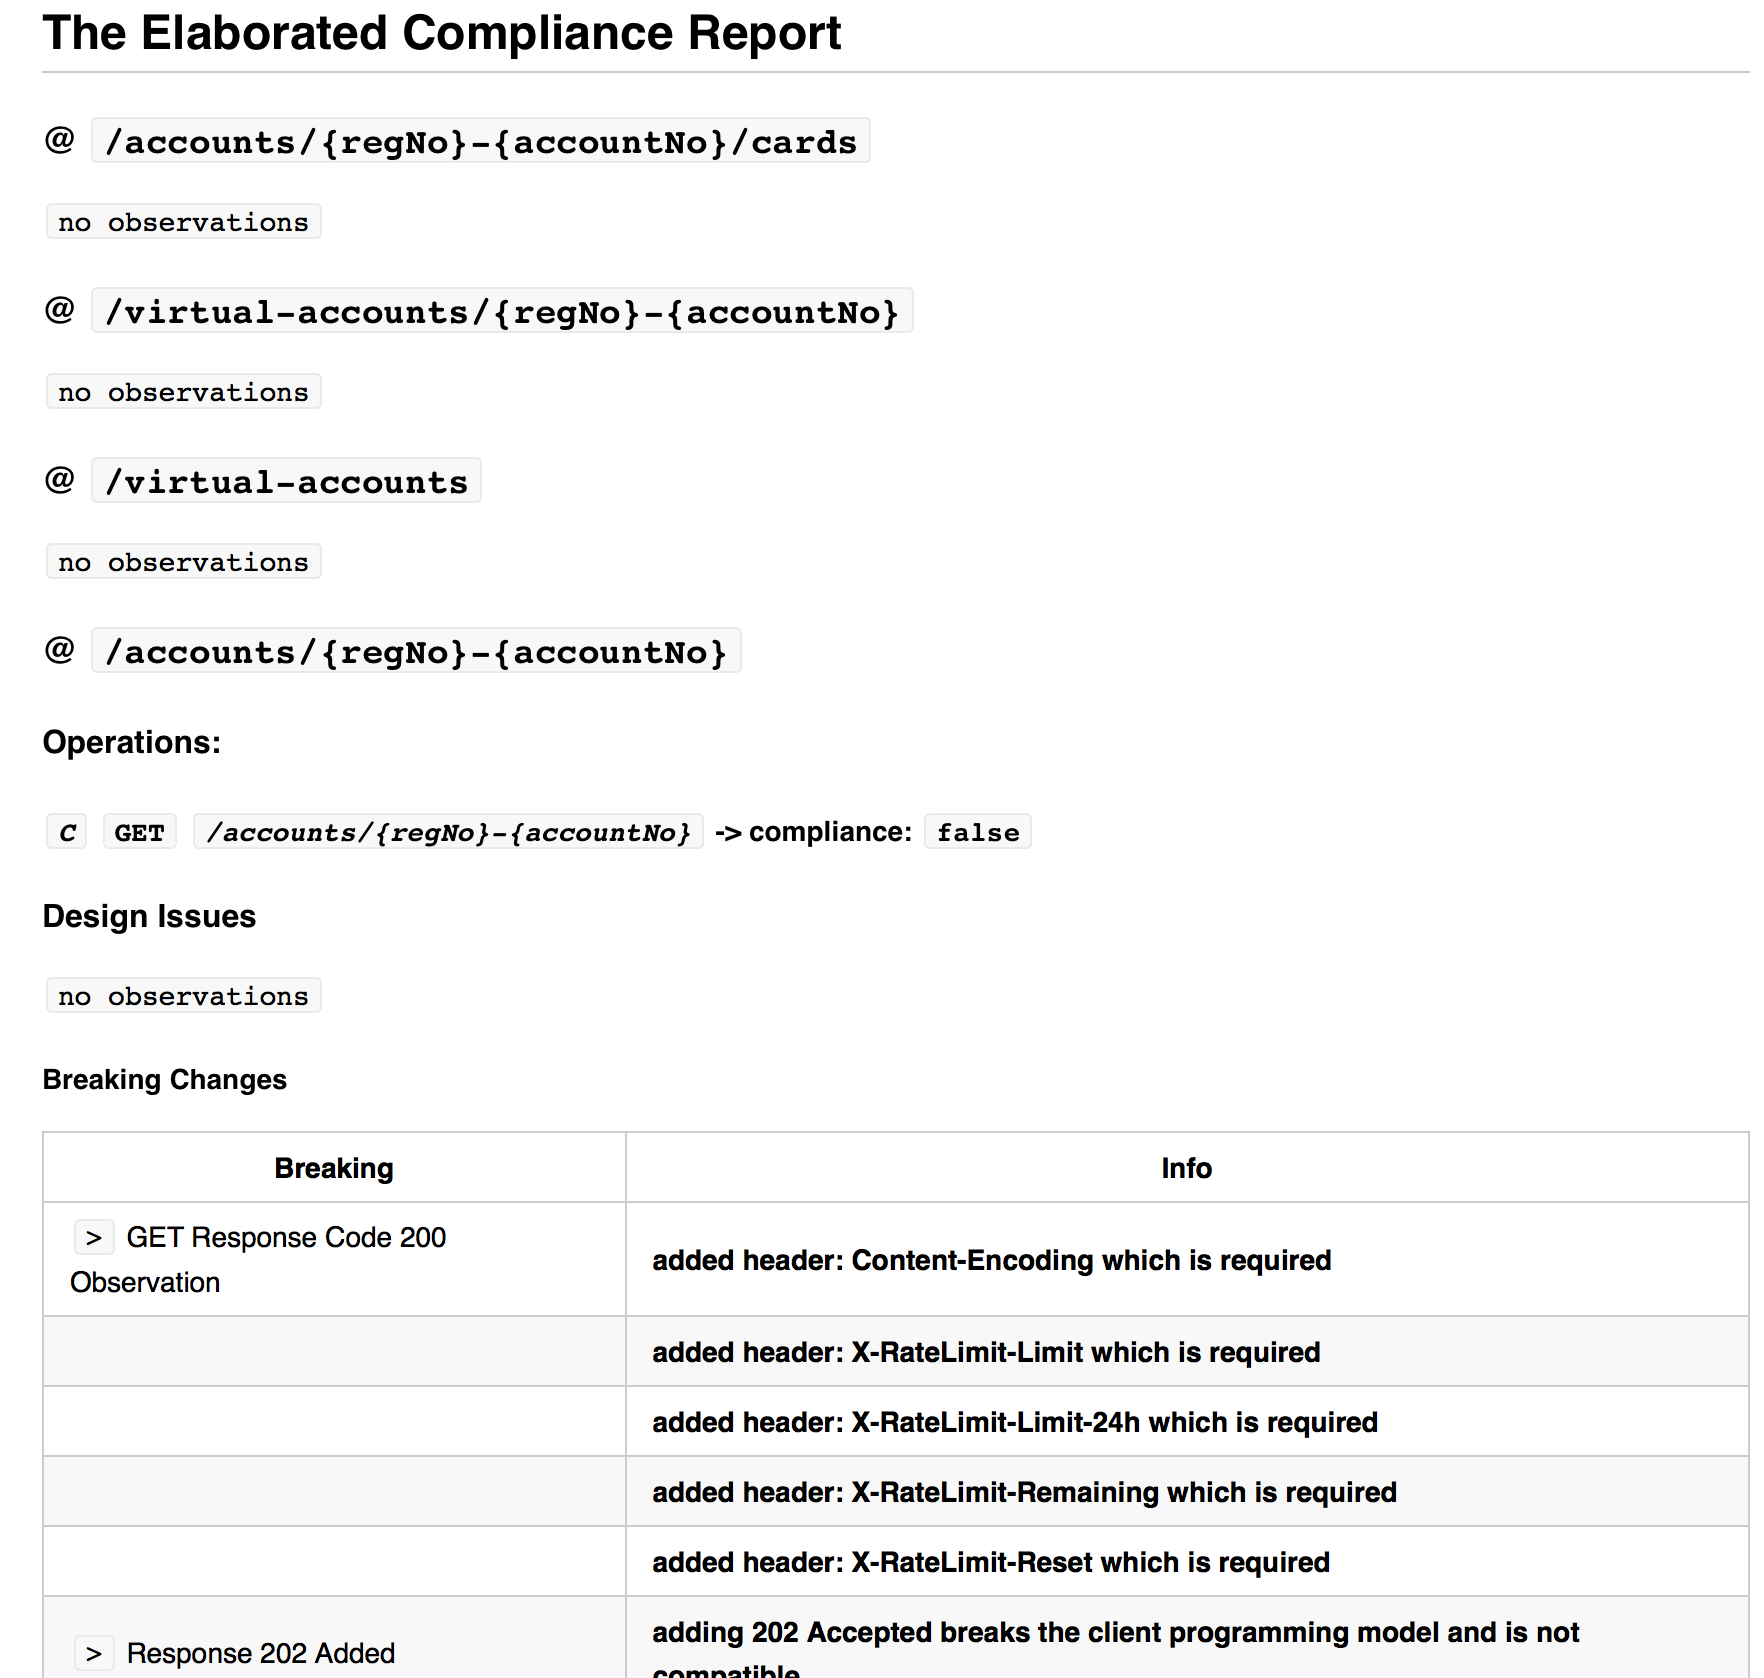 The Elaborated Compliance Report
@ /accounts/{regNo}-{accountNo}/cards
no observations
@ /virtual-accounts/{regNo}-{accountNo}
no observations
@ /virtual-accounts
no observations
@ /accounts/{regNo}-{accountNo}
Operations:
C GET /accounts/{regNo}-{accountNo} -> compliance: false
Design Issues
no observations
Breaking Changes
Breaking Info
> GET Response Code 200
Observation
added header: Content-Encoding which is required
added header: X-RateLimit-Limit which is required
added header: X-RateLimit-Limit-24h which is required
added header: X-RateLimit-Remaining which is required
added header: X-RateLimit-Reset which is required
> Response 202 Added
adding 202 Accepted breaks the client programming model and is not
compatible